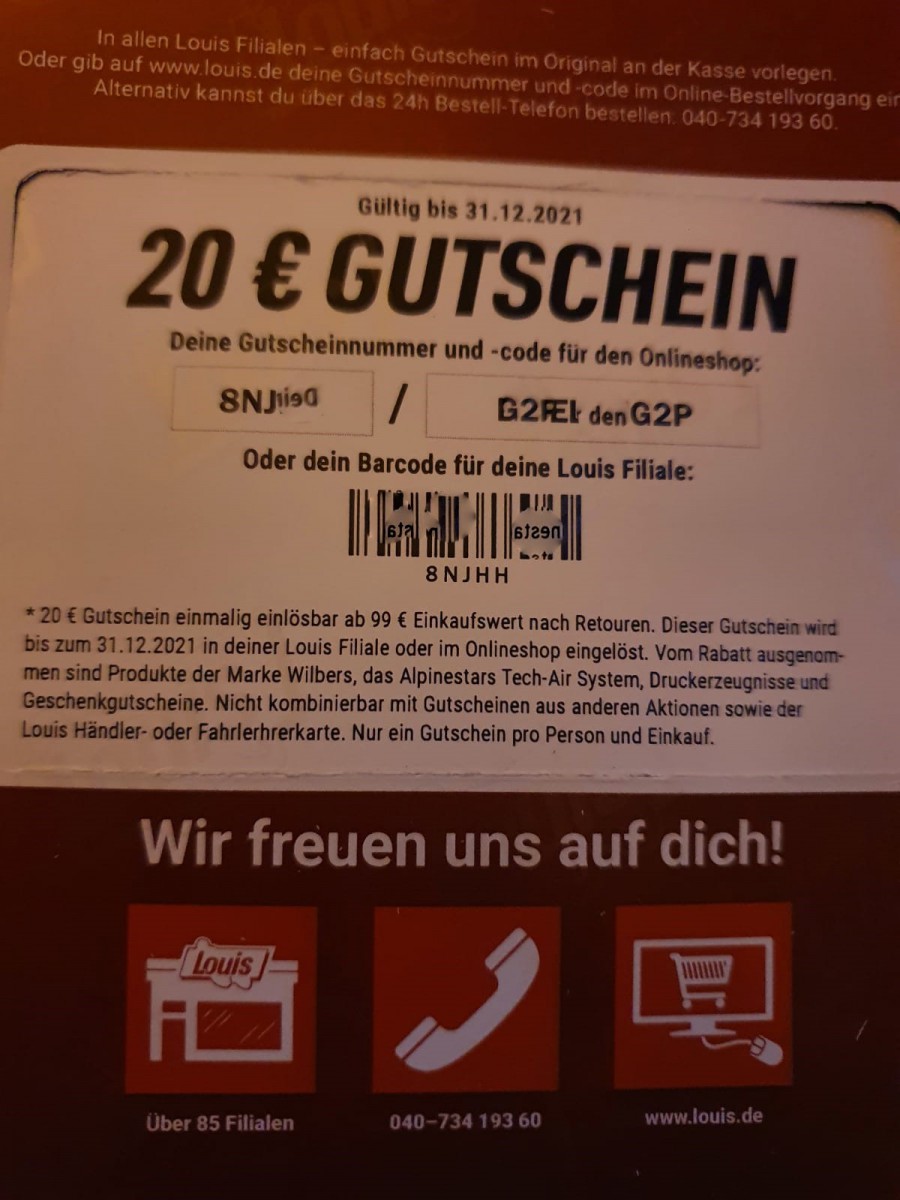 In allen Louis Filialen – einfach Gutschein im Original an der Kasse vorlegen.
Oder gib auf www.louis.de deine Gutscheinnummer und -code im Online-Bestellvorgang ein
Alternativ kannst du über das 24h Bestell-Telefon bestellen. 040-734 193 60.
Gültig bis 31.12.2021
20 € GUTSCHEIN
Deine Gutscheinnummer und -code für den Onlineshop:
8NJ / den G2P
Oder dein Barcode für deine Louis Filiale:
8NJHH
* 20 € Gutschein einmalig einlösbar ab 99 € Einkaufswert nach Retouren. Dieser Gutschein wird
bis zum 31.12.2021 in deiner Louis Filiale oder im Onlineshop eingelöst. Vom Rabatt ausgenom-
men sind Produkte der Marke Wilbers, das Alpinestars Tech-Air System, Druckerzeugnisse und
Geschenkgutscheine. Nicht kombinierbar mit Gutscheinen aus anderen Aktionen sowie der
Louis Händler- oder Fahrlerhrerkarte. Nur ein Gutschein pro Person und Einkauf.
Wir freuen uns auf dich!
Louis
Über 85 Filialen
040–734 193 60
www.louis.de